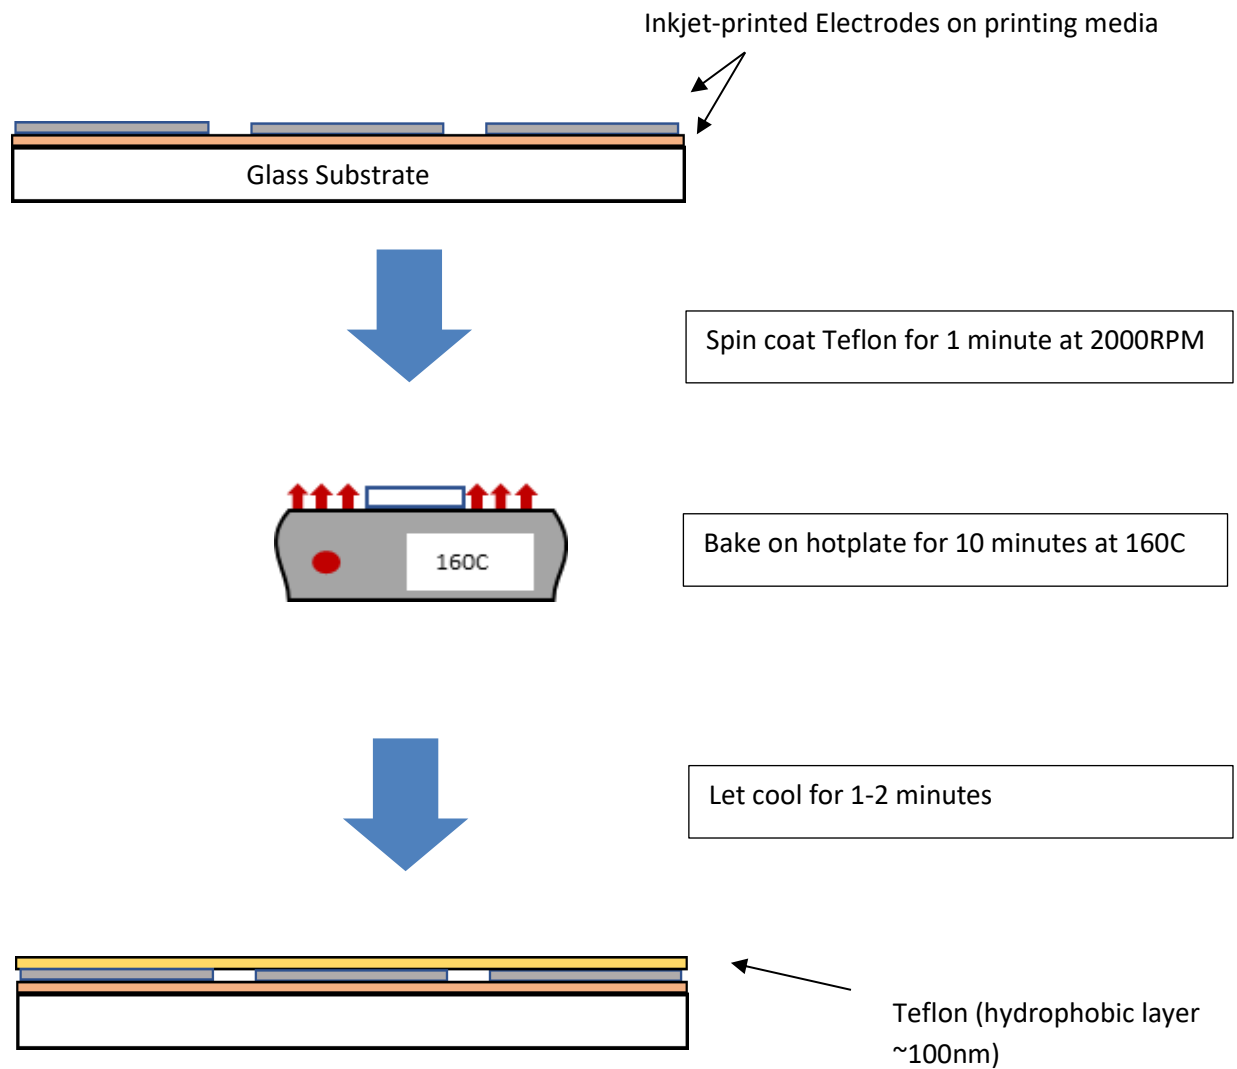 Inkjet-printed Electrodes on printing media
Glass Substrate
Spin coat Teflon for 1 minute at 2000RPM
160C
Bake on hotplate for 10 minutes at 160C
Let cool for 1-2 minutes
Teflon (hydrophobic layer
~100nm)